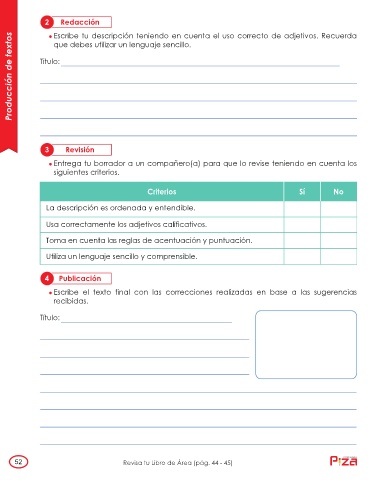 Producción de textos
2 Redacción
Escribe tu descripción teniendo en cuenta el uso correcto de adjetivos. Recuerda
que debes utilizar un lenguaje sencillo.
Título:
3 Revisión
Entrega tu borrador a un compañero(a) para que lo revise teniendo en cuenta los
siguientes criterios.
Criterios Sí No
La descripción es ordenada y entendible.
Usa correctamente los adjetivos calificativos.
Toma en cuenta las reglas de acentuación y puntuación.
Utiliza un lenguaje sencillo y comprensible.
4 Publicación
Escribe el texto final con las correcciones realizadas en base a las sugerencias
recibidas.
Título:
52
Revisa tu Libro de Área (pág. 44 - 45)